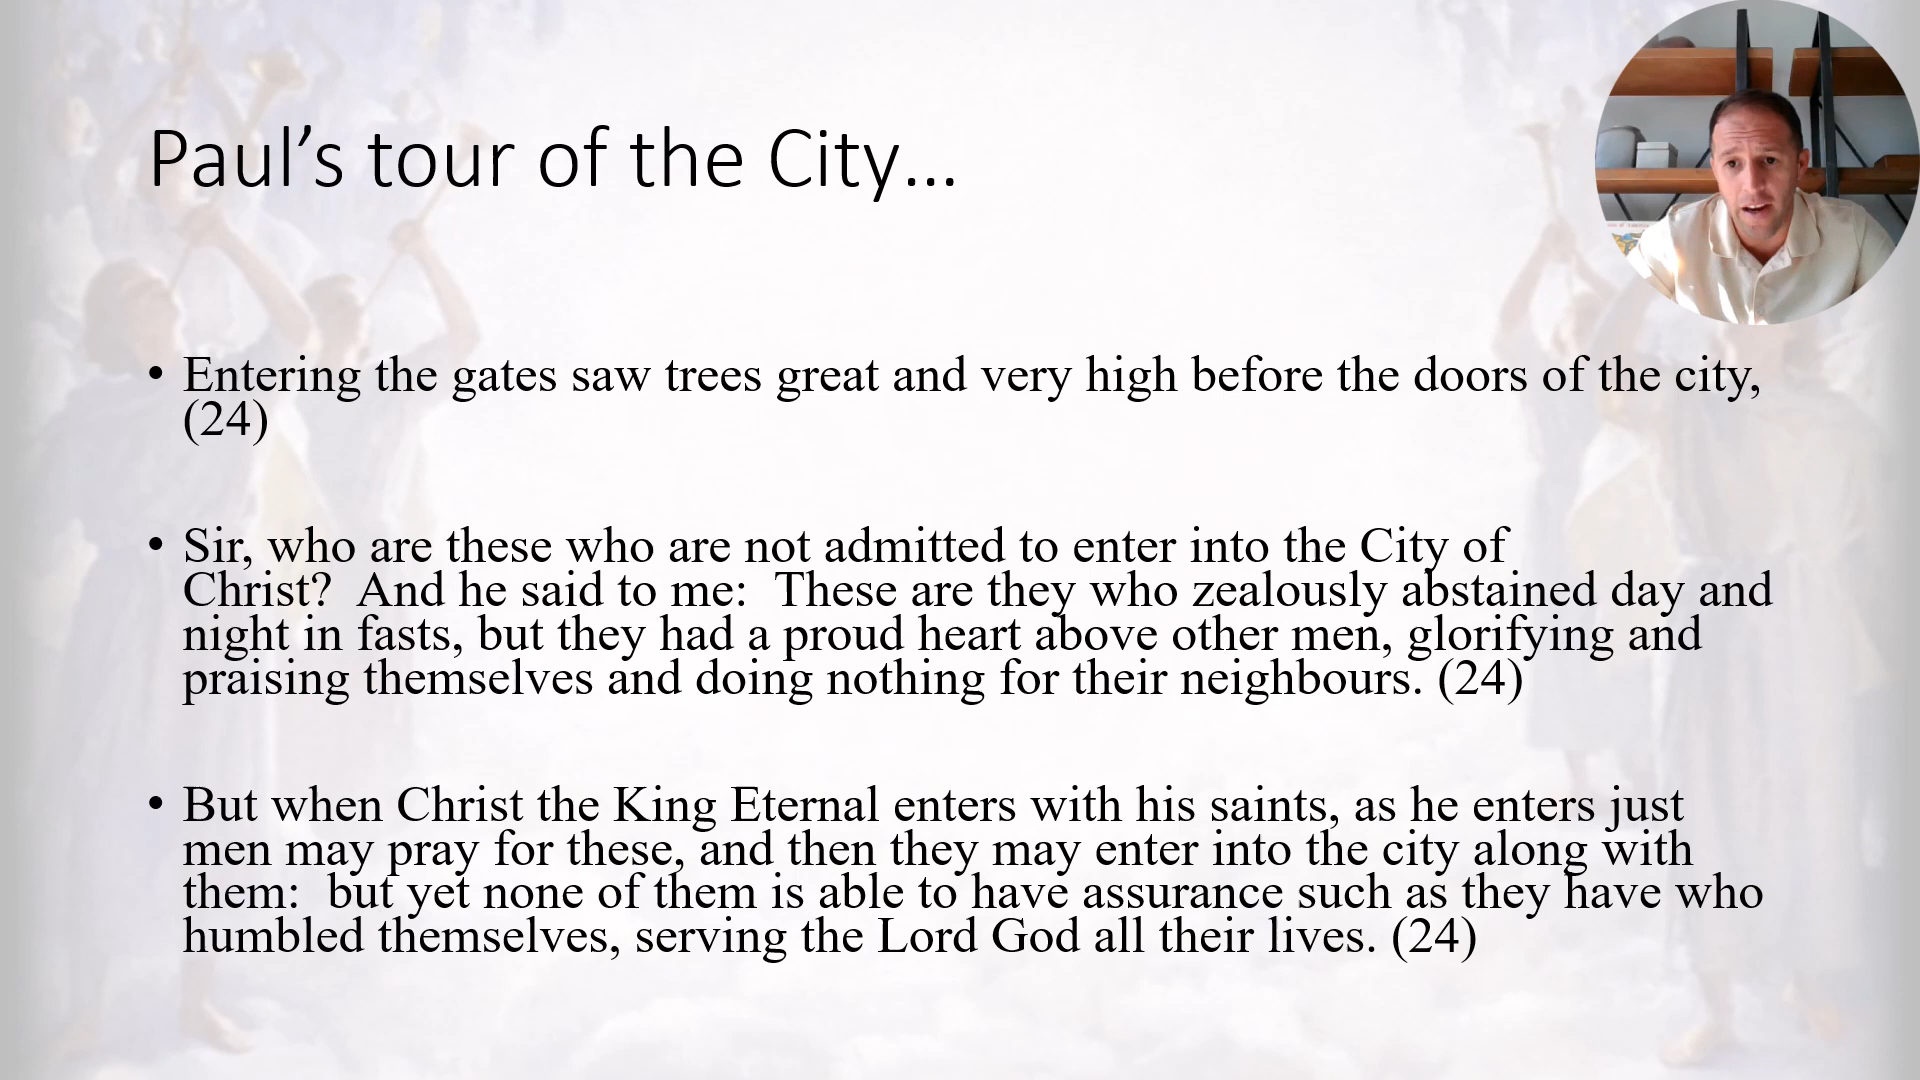 Paul’s tour of the City…
• Entering the gates saw trees great and very high before the doors of the city,
(24)
• Sir, who are these who are not admitted to enter into the City of
Christ?  And he said to me:  These are they who zealously abstained day and
night in fasts, but they had a proud heart above other men, glorifying and
praising themselves and doing nothing for their neighbours. (24)
• But when Christ the King Eternal enters with his saints, as he enters just
men may pray for these, and then they may enter into the city along with
them:  but yet none of them is able to have assurance such as they have who
humbled themselves, serving the Lord God all their lives. (24)